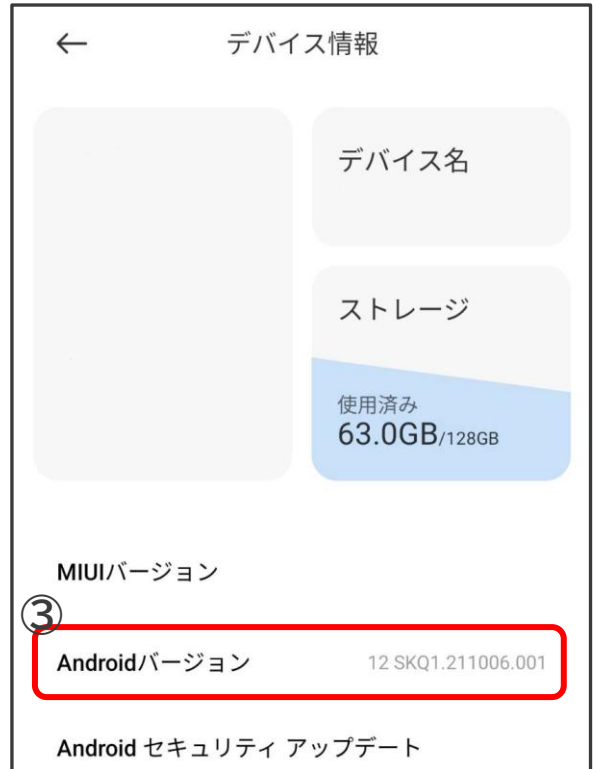 ← デバイス情報
デバイス名
ストレージ
使用済み
63.0GB/128GB
MIUIバージョン
③
Androidバージョン 12 SKQ1.211006.001
Android セキュリティ アップデート